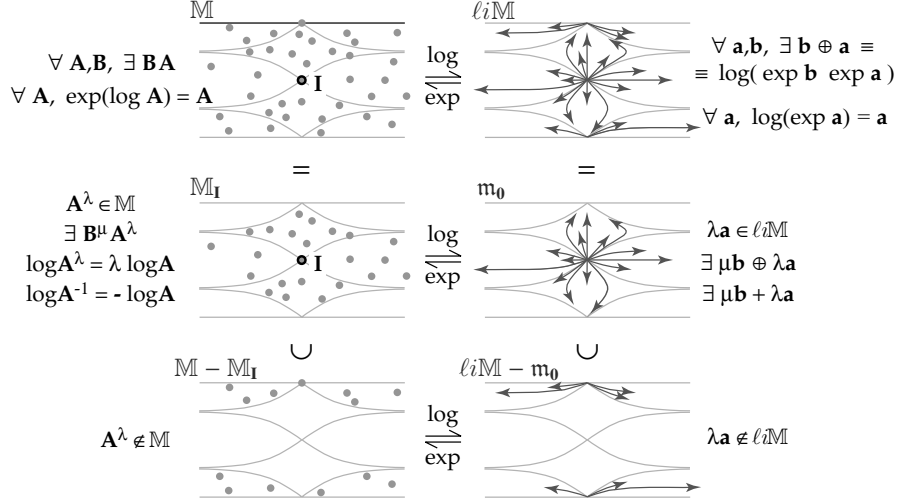 𝕄 ℓi𝕄
∀ A,B, ∃ BA
∀ A, exp(log A) = A
I
log
⇌
exp
∀ a,b, ∃ b ⊕ a ≡
≡ log( exp b exp a )
∀ a, log(exp a) = a
= =
𝕄_I 𝔪_0
A^λ ∈ 𝕄
∃ B^μ A^λ
logA^λ = λ logA
logA^-1 = - logA
I
log
⇌
exp
λa ∈ ℓi𝕄
∃ μb ⊕ λa
∃ μb + λa
∪ ∪
𝕄 – 𝕄_I ℓi𝕄 – 𝔪_0
A^λ ∉ 𝕄
log
⇌
exp
λa ∉ ℓi𝕄